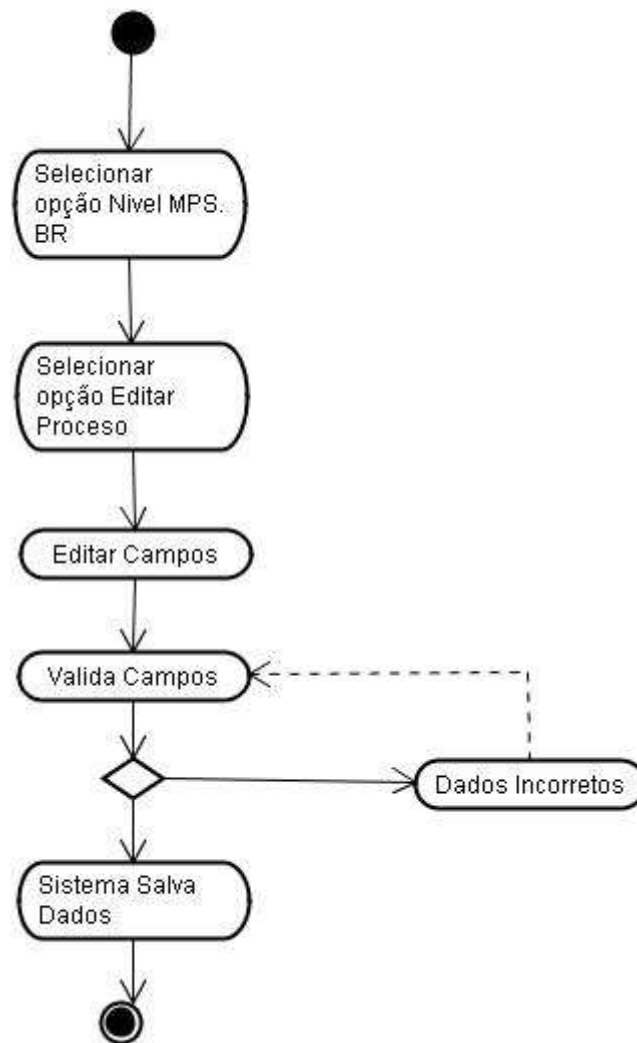 Selecionar
opção Nivel MPS.
BR
Selecionar
opção Editar
Proceso
Editar Campos
Valida Campos
Dados Incorretos
Sistema Salva
Dados